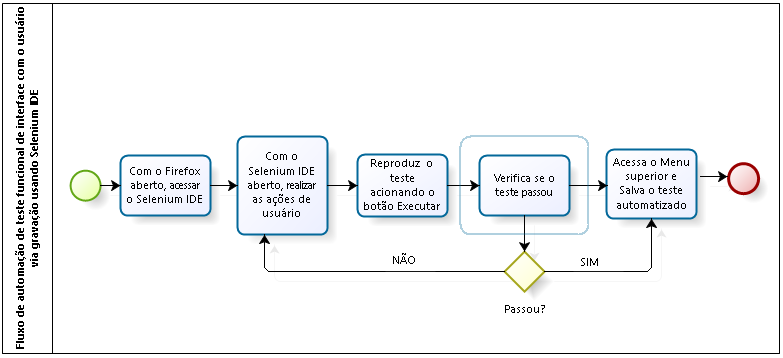 Fluxo de automação de teste funcional de interface com o usuário
via gravação usando Selenium IDE
Com o Firefox
aberto, acessar
o Selenium IDE
Com o
Selenium IDE
aberto, realizar
as ações de
usuário
Reproduz o
teste
acionando o
botão Executar
Verifica se o
teste passou
Acessa o Menu
superior e
Salva o teste
automatizado
NÃO
SIM
Passou?